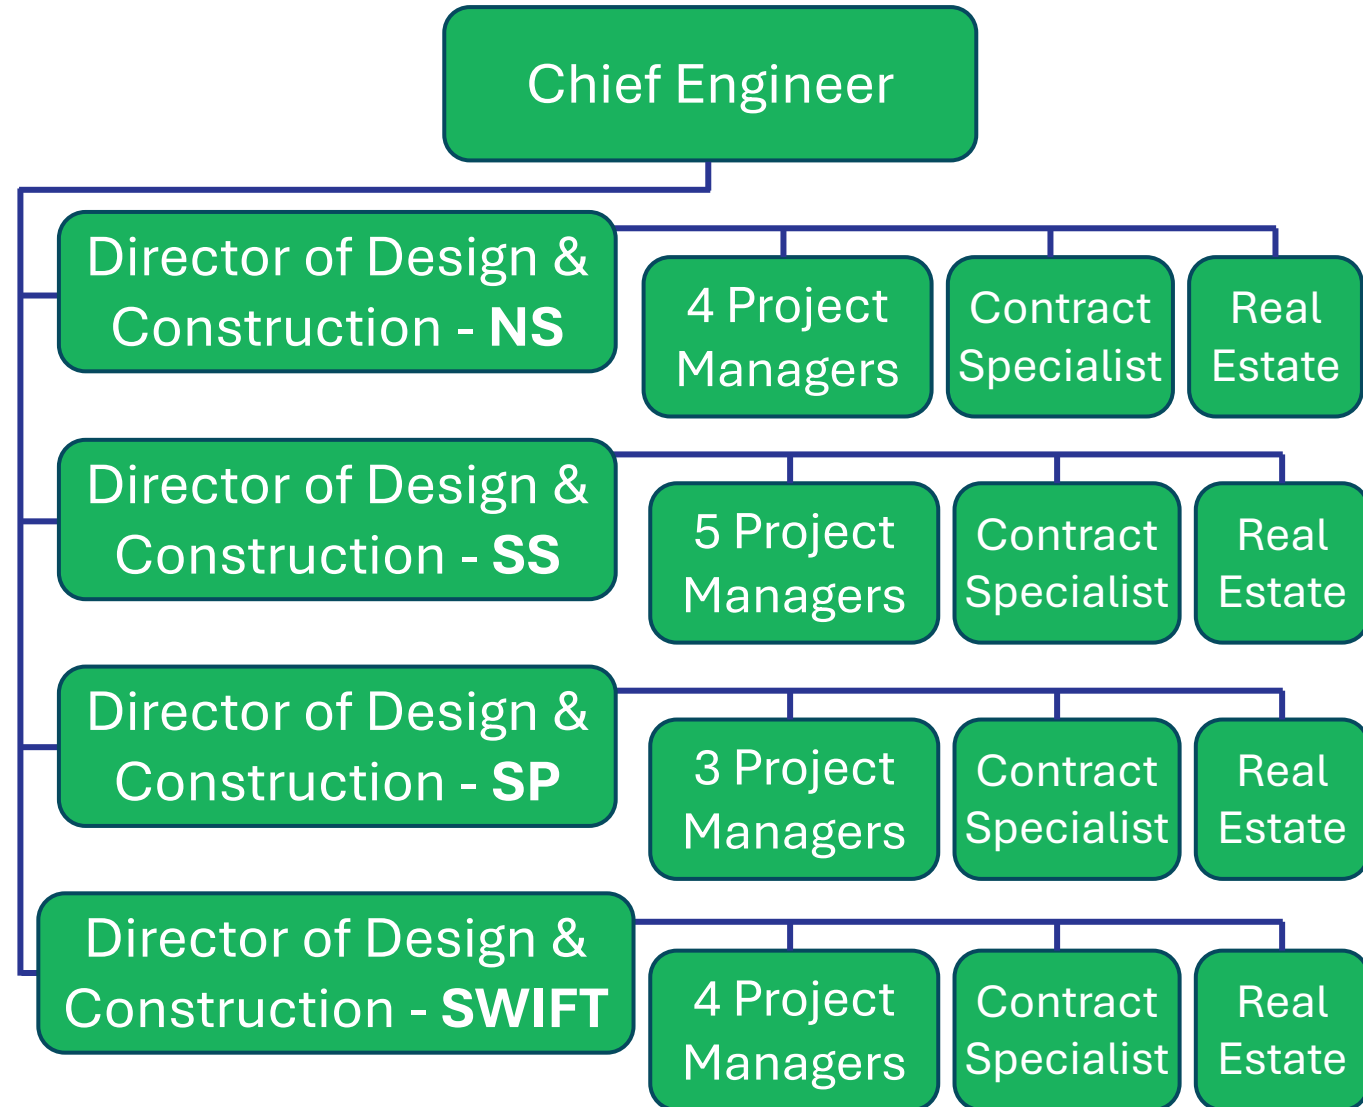 Chief Engineer
Director of Design &
Construction - NS
4 Project
Managers
Contract
Specialist
Real
Estate
Director of Design &
Construction - SS
5 Project
Managers
Contract
Specialist
Real
Estate
Director of Design &
Construction - SP
3 Project
Managers
Contract
Specialist
Real
Estate
Director of Design &
Construction - SWIFT
4 Project
Managers
Contract
Specialist
Real
Estate